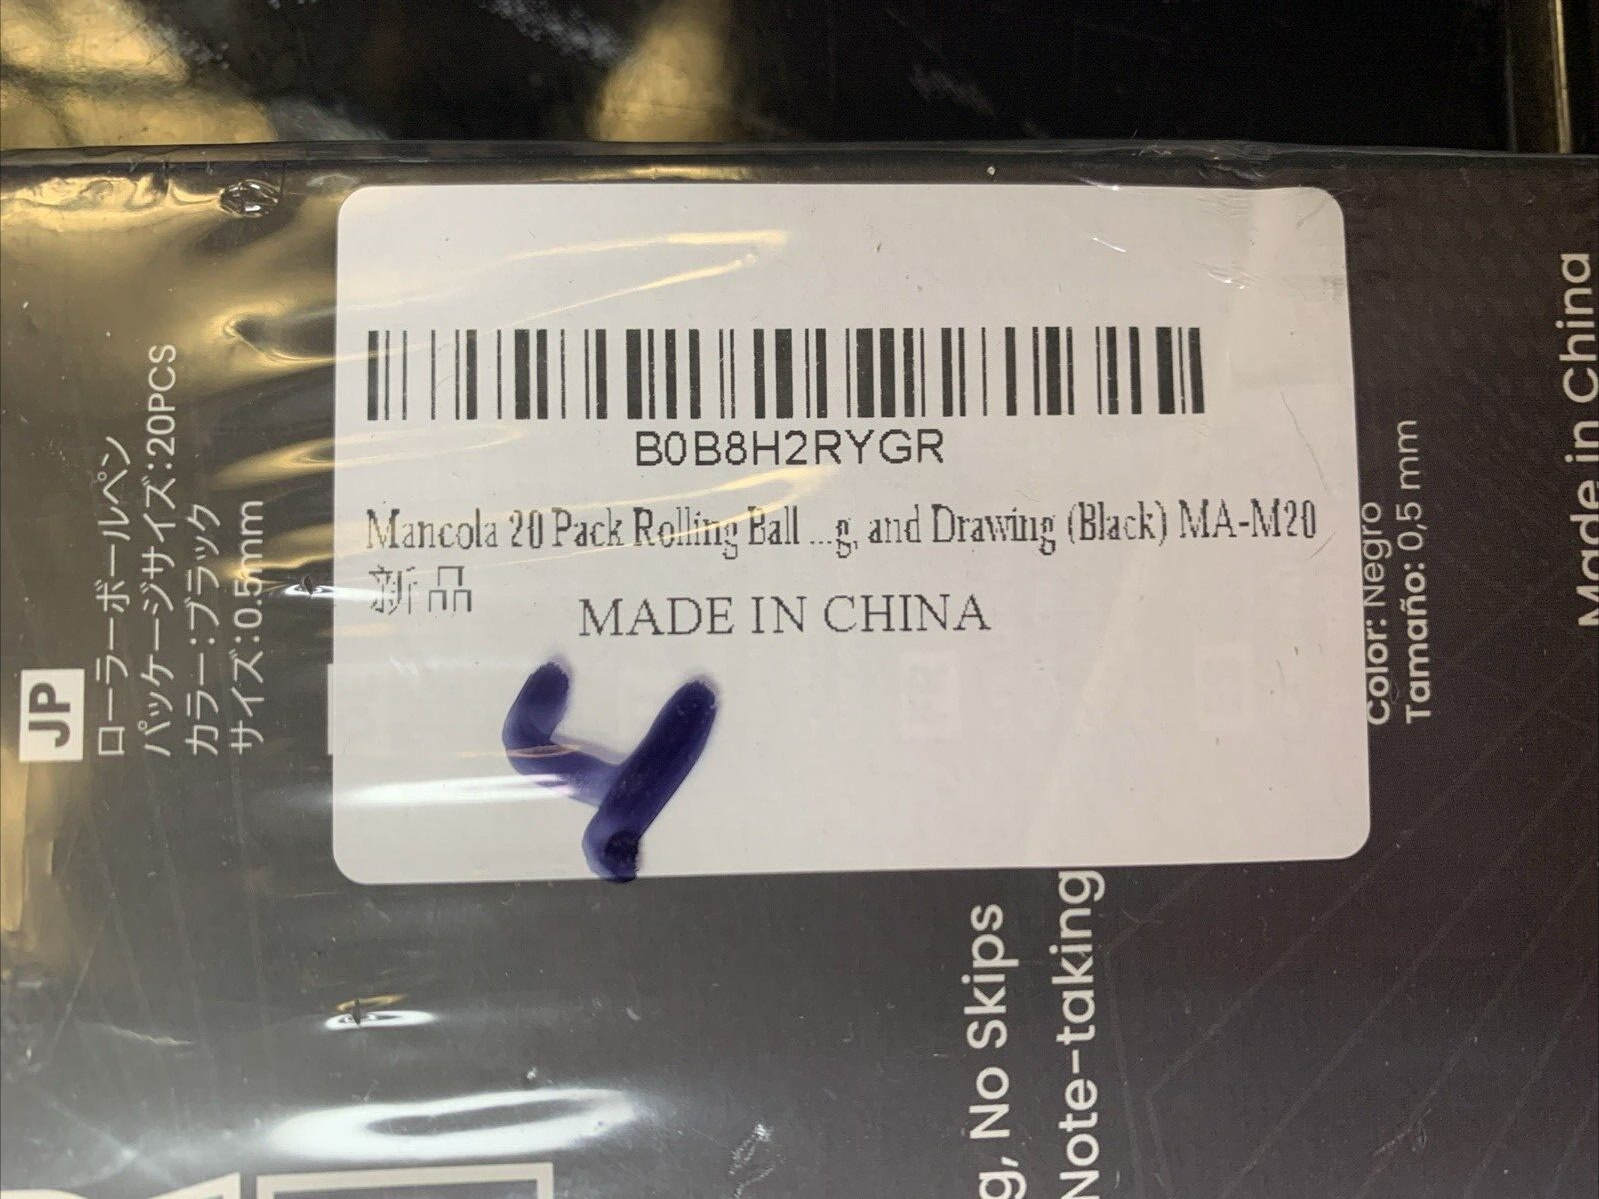 B0B8H2RYGR
Mancola 20 Pack Rolling Ball ...g, and Drawing (Black) MA-M20
新品
MADE IN CHINA
4
JP
ローラーボールペン
パッケージサイズ:20PCS
カラー:ブラック
サイズ:0.5mm
Color: Negro
Tamaño: 0,5 mm
Made in China
g, No Skips
Note-taking